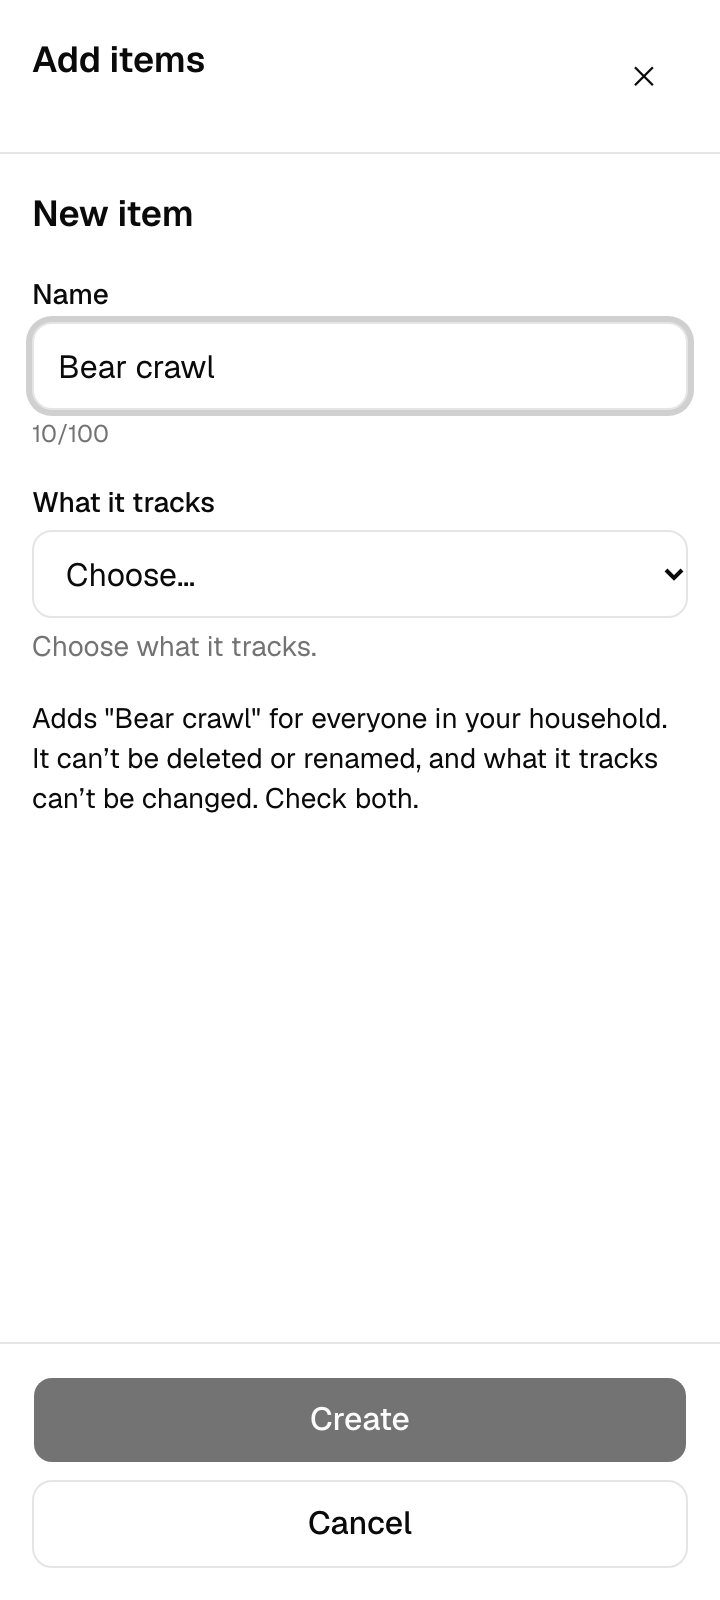 Add items
New item
Name
Bear crawl
10/100
What it tracks
Choose...
Choose what it tracks.
Adds "Bear crawl" for everyone in your household.
It can’t be deleted or renamed, and what it tracks
can’t be changed. Check both.
Create
Cancel